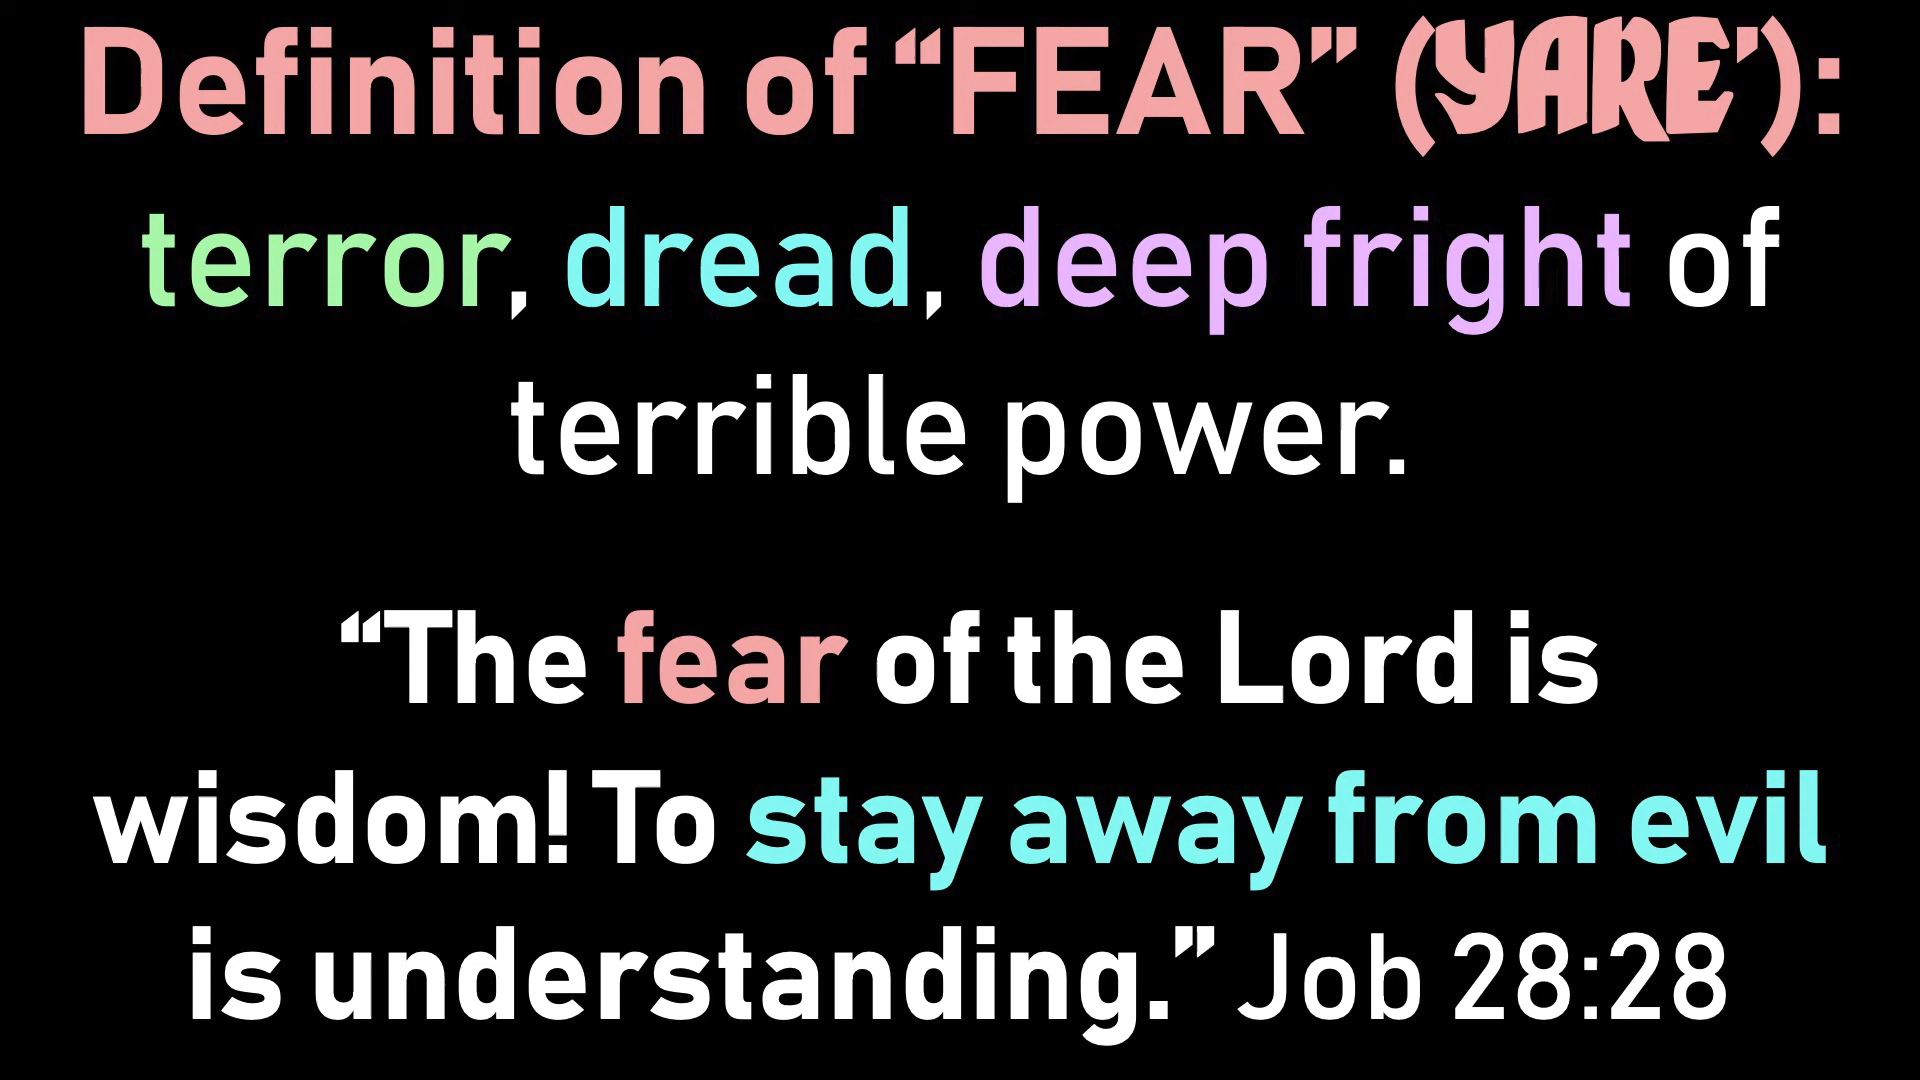 Definition of “FEAR” (YARE’):
terror, dread, deep fright of
terrible power.
“The fear of the Lord is
wisdom! To stay away from evil
is understanding.” Job 28:28